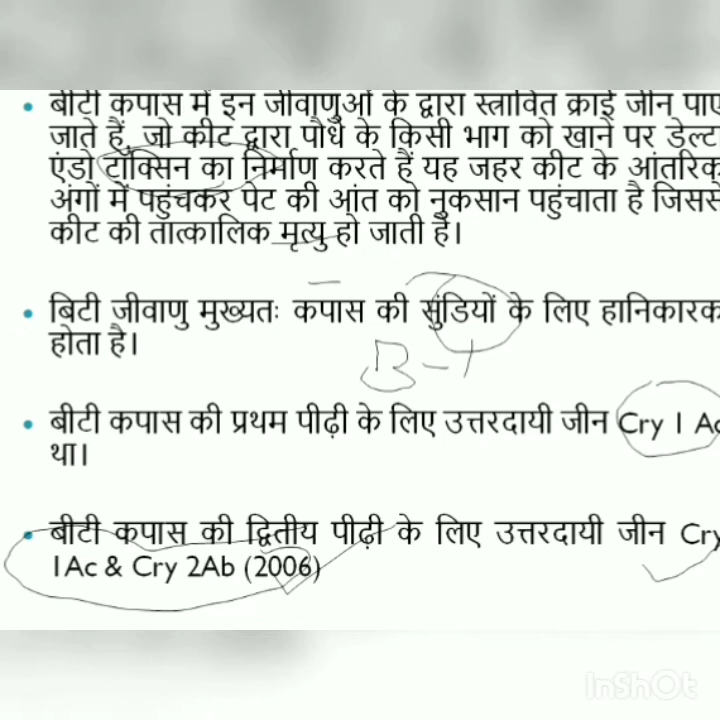 • बीटी कपास में इन जीवाणुओं के द्वारा स्त्रावित क्राई जीन पाए
जाते हैं, जो कीट द्वारा पौधे के किसी भाग को खाने पर डेल्टा
एंडो टॉक्सिन का निर्माण करते हैं यह जहर कीट के आंतरिक
अंगों में पहुंचकर पेट की आंत को नुकसान पहुंचाता है जिससे
कीट की तात्कालिक मृत्यु हो जाती है।
• बिटी जीवाणु मुख्यतः कपास की सुंडियों के लिए हानिकारक
होता है।
B-t
• बीटी कपास की प्रथम पीढ़ी के लिए उत्तरदायी जीन Cry 1 Ac
था।
• बीटी कपास की द्वितीय पीढ़ी के लिए उत्तरदायी जीन Cry
1Ac & Cry 2Ab (2006)
InShOt